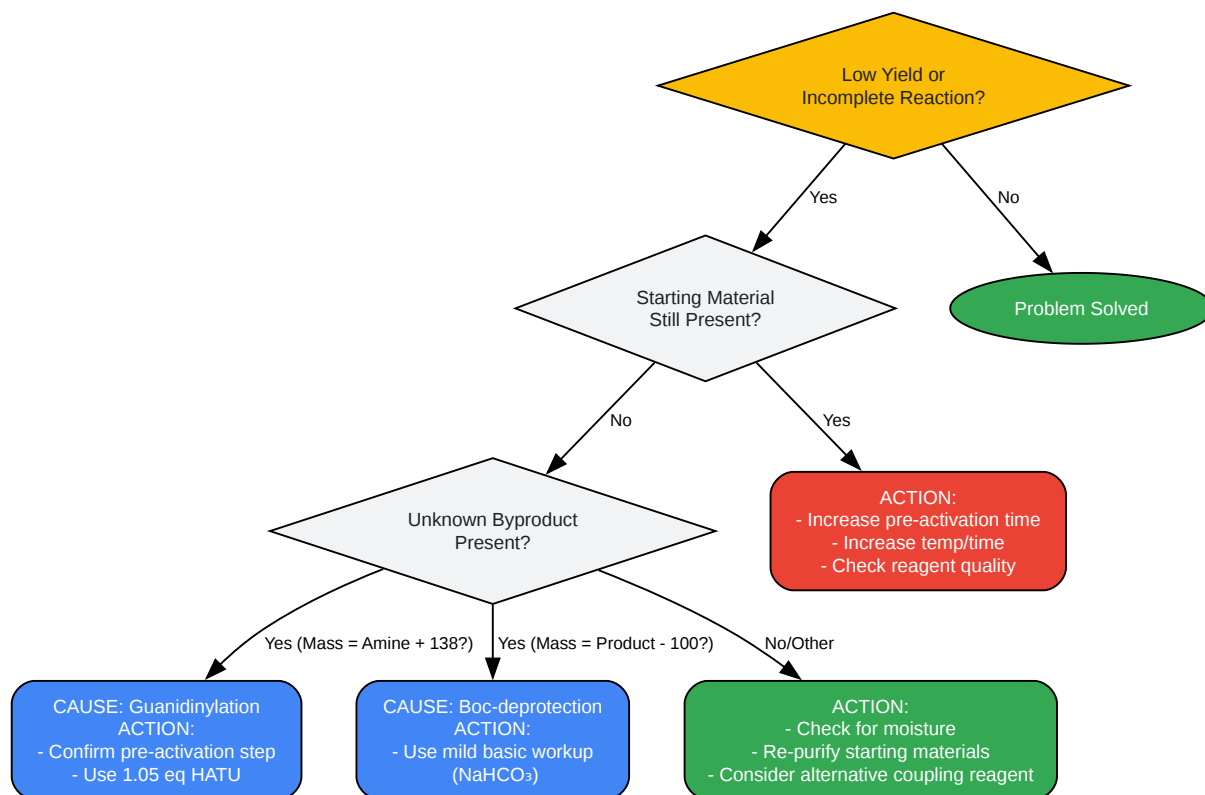 Low Yield or
Incomplete Reaction?
Yes
No
Starting Material
Still Present?
Problem Solved
No
Yes
Unknown Byproduct
Present?
ACTION:
- Increase pre-activation time
- Increase temp/time
- Check reagent quality
Yes (Mass = Amine + 138?)
Yes (Mass = Product - 100?)
No/Other
CAUSE: Guanidinylation
ACTION:
- Confirm pre-activation step
- Use 1.05 eq HATU
CAUSE: Boc-deprotection
ACTION:
- Use mild basic workup
(NaHCO₃)
ACTION:
- Check for moisture
- Re-purify starting materials
- Consider alternative coupling reagent